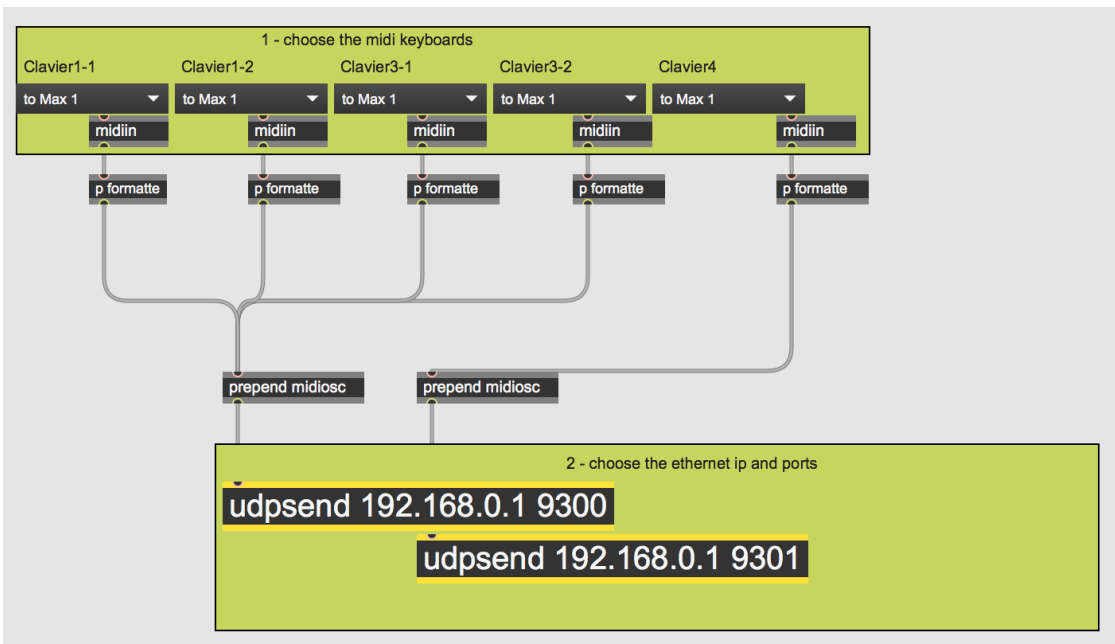 1 - choose the midi keyboards
Clavier1-1 Clavier1-2 Clavier3-1 Clavier3-2 Clavier4
to Max 1 to Max 1 to Max 1 to Max 1 to Max 1
midiin midiin midiin midiin midiin
p formatte p formatte p formatte p formatte p formatte
prepend midiosc prepend midiosc
2 - choose the ethernet ip and ports
udpsend 192.168.0.1 9300
udpsend 192.168.0.1 9301